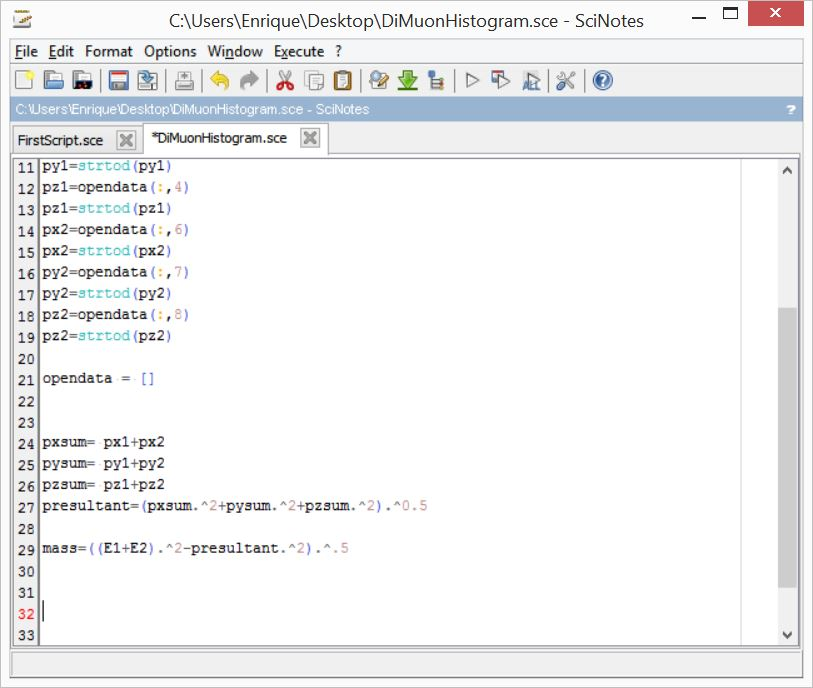 C:\Users\Enrique\Desktop\DiMuonHistogram.sce - SciNotes
File Edit Format Options Window Execute ?
C:\Users\Enrique\Desktop\DiMuonHistogram.sce - SciNotes ?
FirstScript.sce *DiMuonHistogram.sce
11 py1=strtod(py1)
12 pz1=opendata(:,4)
13 pz1=strtod(pz1)
14 px2=opendata(:,6)
15 px2=strtod(px2)
16 py2=opendata(:,7)
17 py2=strtod(py2)
18 pz2=opendata(:,8)
19 pz2=strtod(pz2)
20
21 opendata = []
22
23
24 pxsum= px1+px2
25 pysum= py1+py2
26 pzsum= pz1+pz2
27 presultant=(pxsum.^2+pysum.^2+pzsum.^2).^0.5
28
29 mass=((E1+E2).^2-presultant.^2).^.5
30
31
32
33